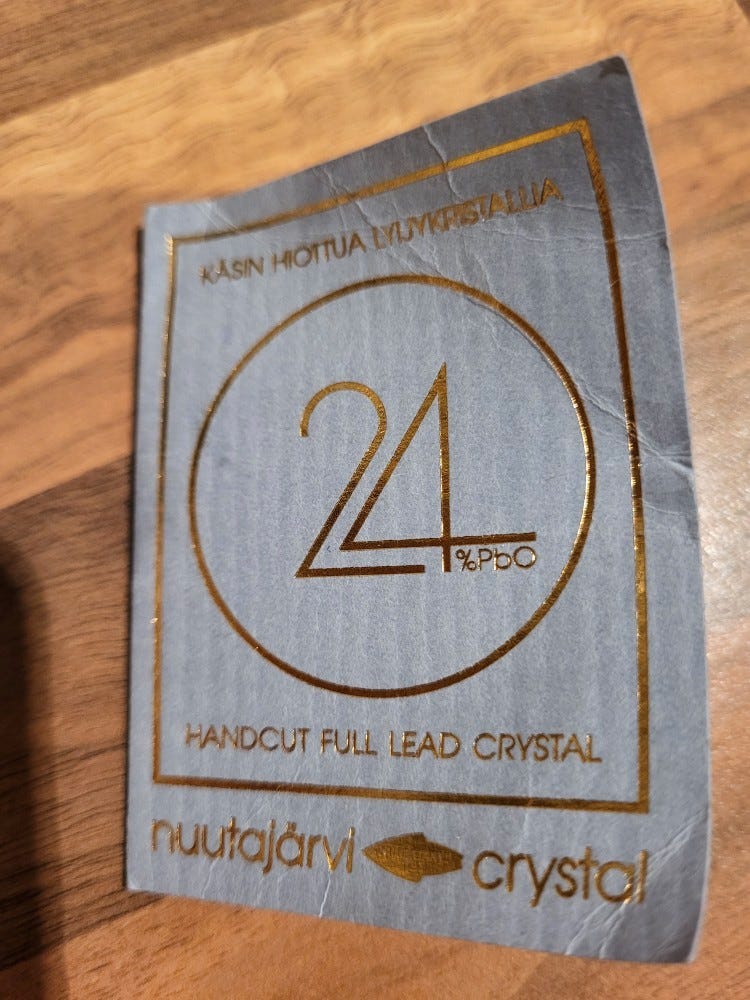 KÄSIN HIOTTUA LYIJYKRISTALLIA
24
%PbO
HANDCUT FULL LEAD CRYSTAL
nuutajärvi crystal